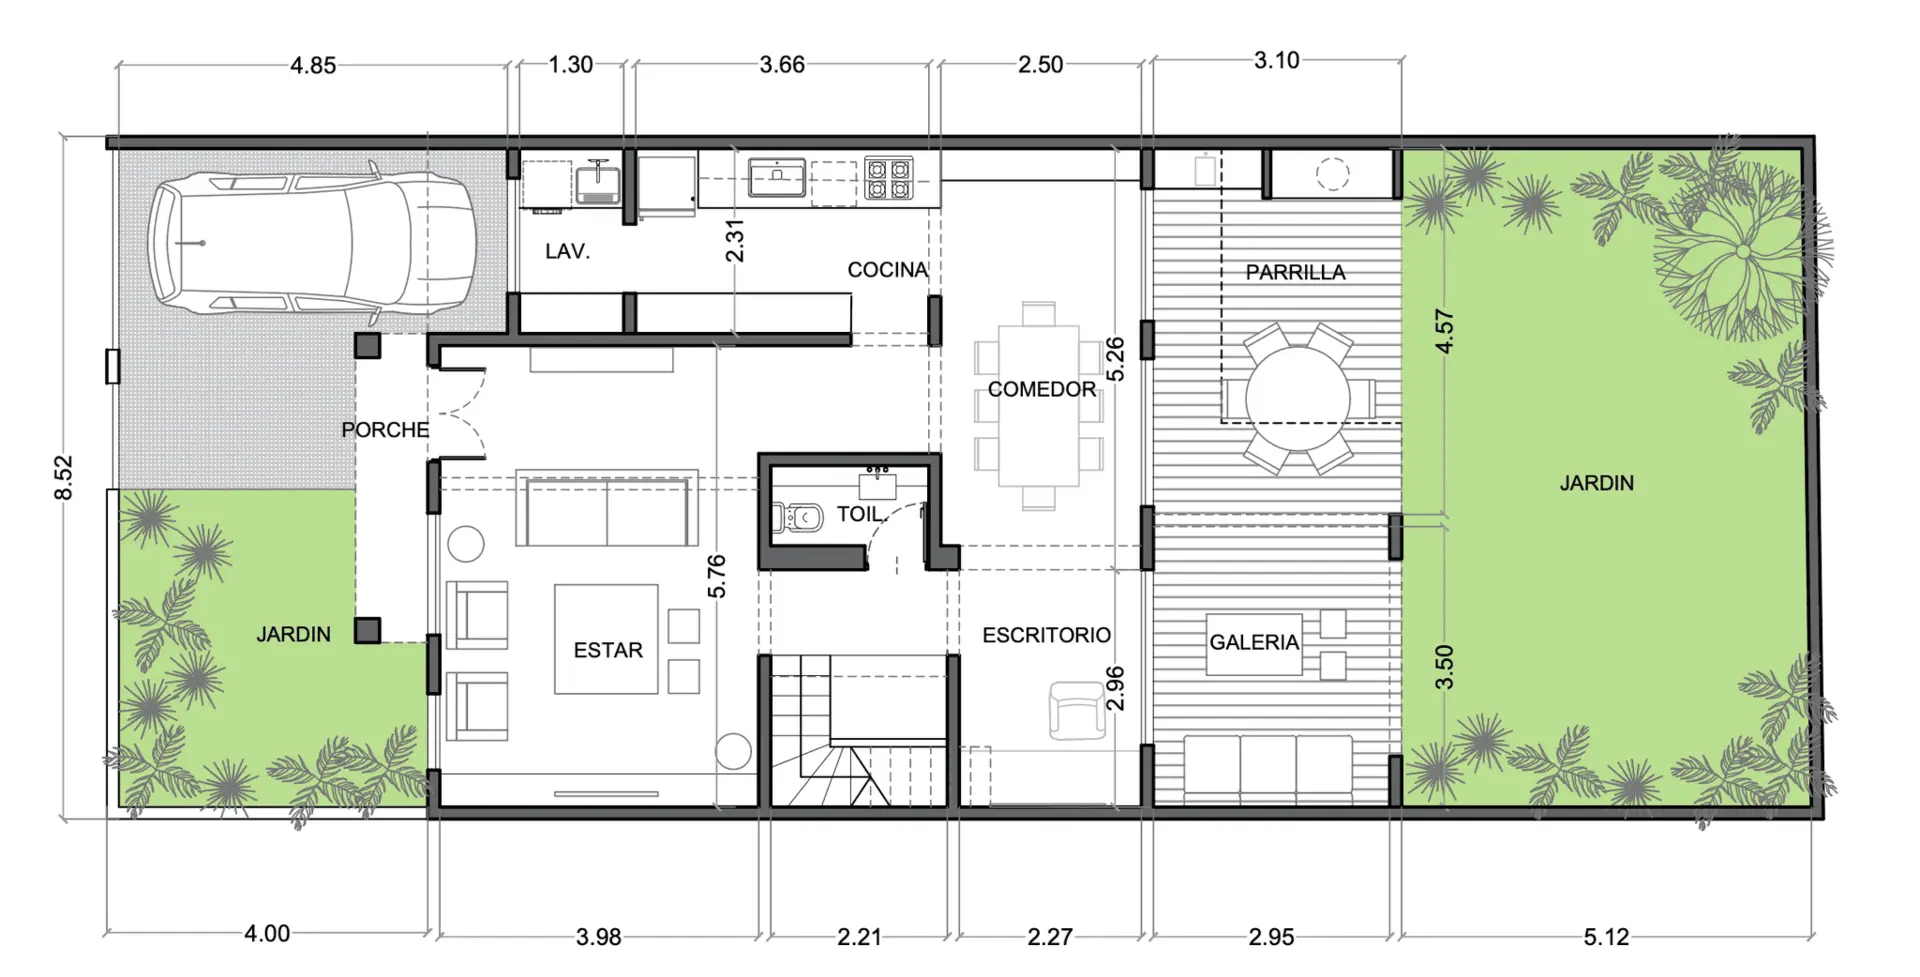 4.85
1.30
3.66
2.50
3.10
8.52
2.31
LAV.
COCINA
PARRILLA
4.57
5.26
COMEDOR
PORCHE
JARDIN
TOIL.
5.76
JARDIN
ESTAR
ESCRITORIO
GALERIA
3.50
2.96
4.00
3.98
2.21
2.27
2.95
5.12